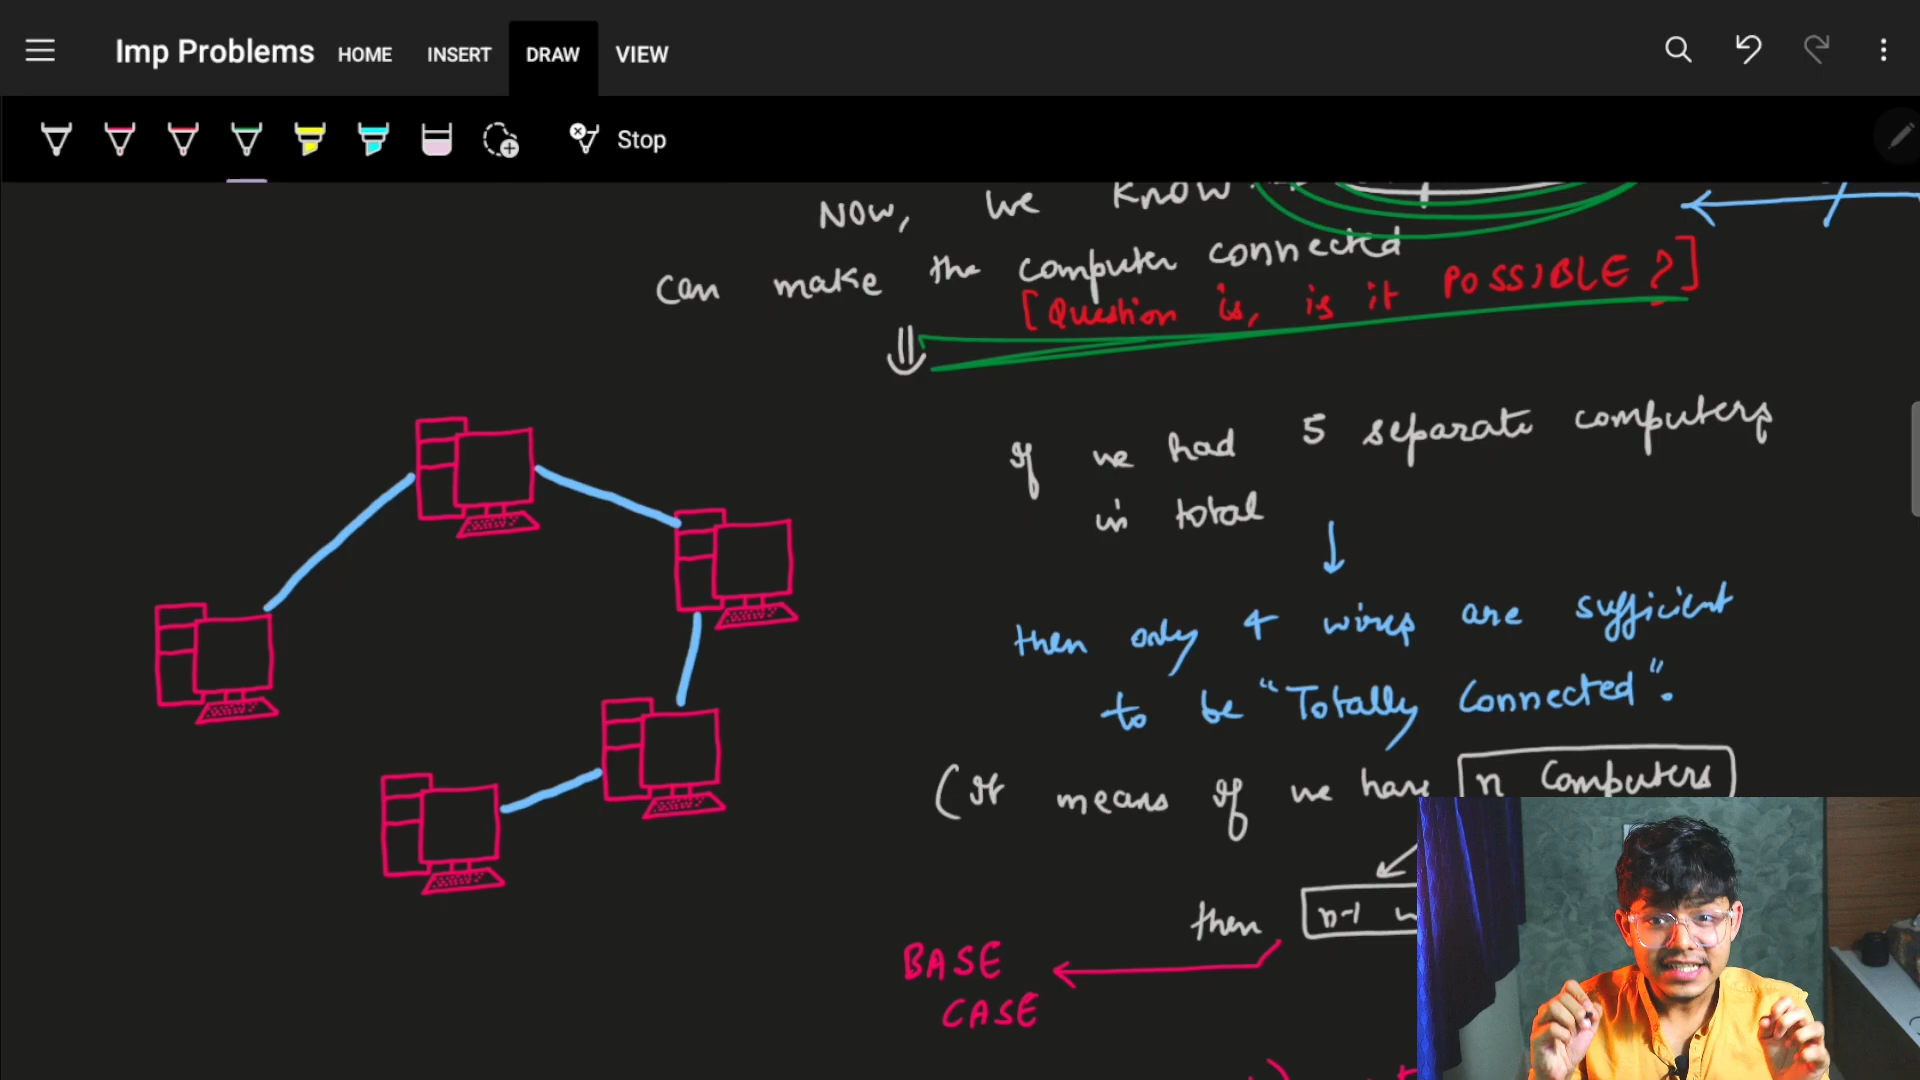 Imp Problems HOME INSERT DRAW VIEW
Stop
Now, we know
can make the computer connected
[Question is, is it POSSIBLE ?]
If we had 5 separate computers
in total
then only 4 wires are sufficient
to be "Totally Connected".
(It means if we have n Computers
then n-1 w
BASE
CASE